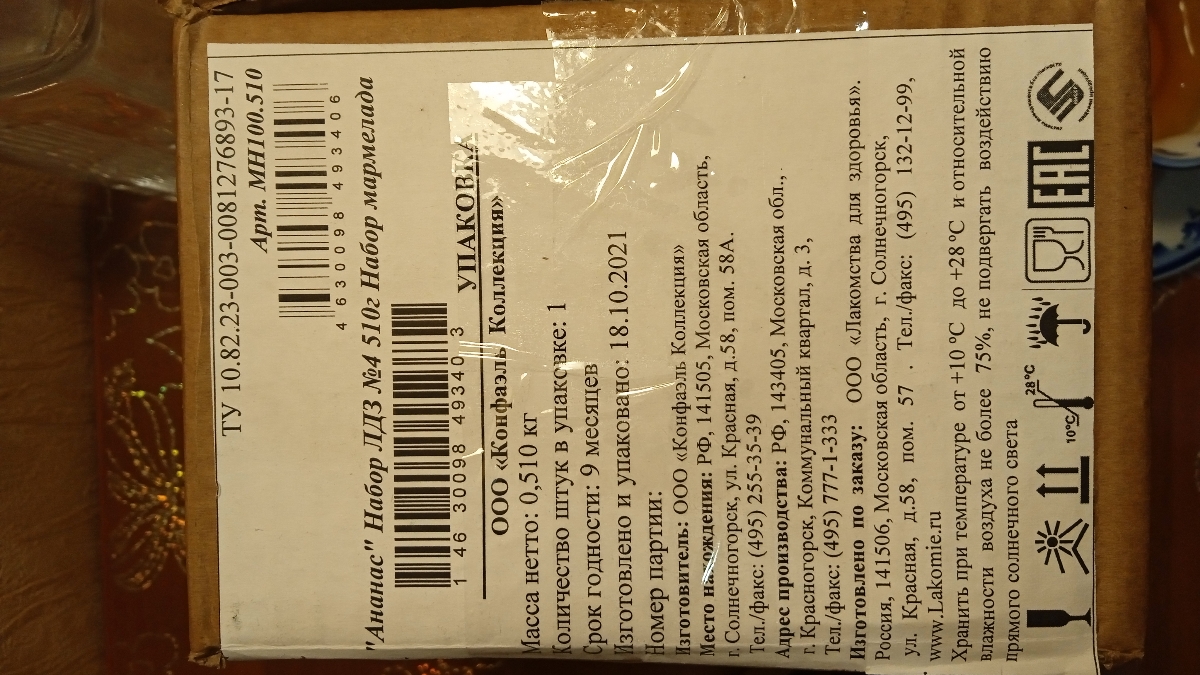 ТУ 10.82.23-003-0081276893-17
Арт. МН100.510
4 630098 493406
"Ананас" Набор ЛДЗ №4 510г Набор мармелада
1 46 30098 49340 3
УПАКОВКА
ООО «Конфаэль Коллекция»
Масса нетто: 0,510 кг
Количество штук в упаковке: 1
Срок годности: 9 месяцев
Изготовлено и упаковано: 18.10.2021
Номер партии:
Изготовитель: ООО «Конфаэль Коллекция»
Место нахождения: РФ, 141505, Московская область,
г. Солнечногорск, ул. Красная, д.58, пом. 58А.
Тел./факс: (495) 255-35-39
Адрес производства: РФ, 143405, Московская обл.,
г. Красногорск, Коммунальный квартал, д. 3,
Тел./факс: (495) 777-1-333
Изготовлено по заказу: ООО «Лакомства для здоровья».
Россия, 141506, Московская область, г. Солнечногорск,
ул. Красная, д.58, пом. 57 . Тел./факс: (495) 132-12-99,
www.Lakomie.ru
Хранить при температуре от +10 °С до +28 °С и относительной
влажности воздуха не более 75%, не подвергать воздействию
прямого солнечного света
10°C 28°C
EAC